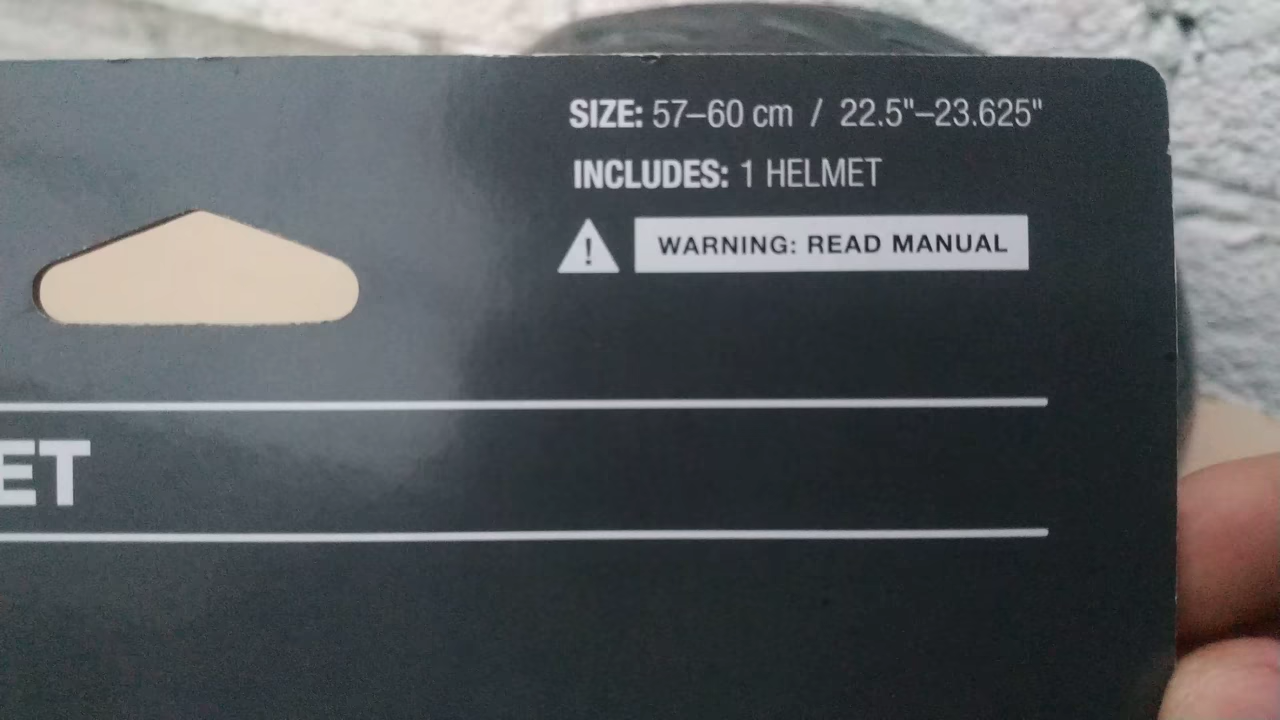 SIZE: 57–60 cm / 22.5"–23.625"
INCLUDES: 1 HELMET
! WARNING: READ MANUAL
ET